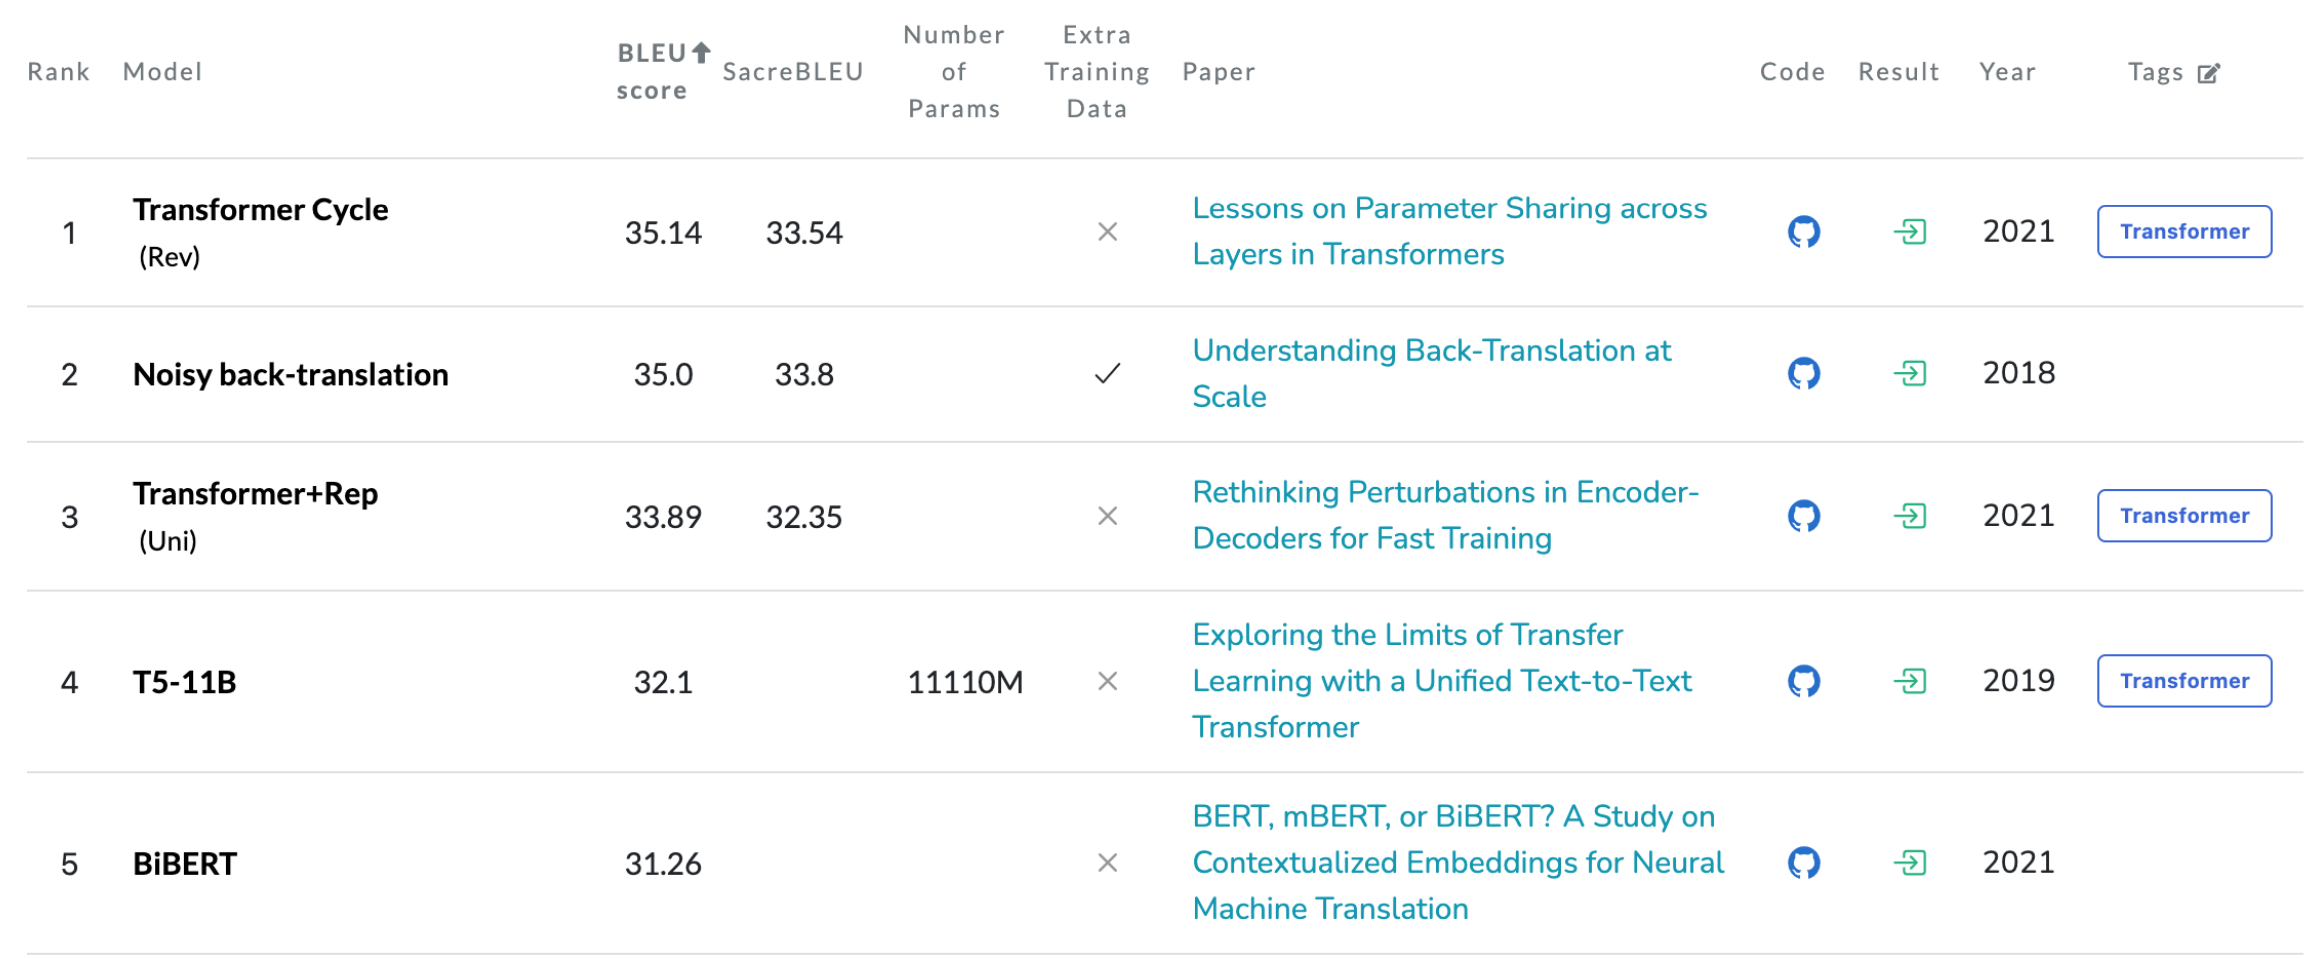 Rank Model BLEU score SacreBLEU Number of Params Extra Training Data Paper Code Result Year Tags
1 Transformer Cycle (Rev) 35.14 33.54 Lessons on Parameter Sharing across Layers in Transformers 2021 Transformer
2 Noisy back-translation 35.0 33.8 Understanding Back-Translation at Scale 2018
3 Transformer+Rep (Uni) 33.89 32.35 Rethinking Perturbations in Encoder-Decoders for Fast Training 2021 Transformer
4 T5-11B 32.1 11110M Exploring the Limits of Transfer Learning with a Unified Text-to-Text Transformer 2019 Transformer
5 BiBERT 31.26 BERT, mBERT, or BiBERT? A Study on Contextualized Embeddings for Neural Machine Translation 2021